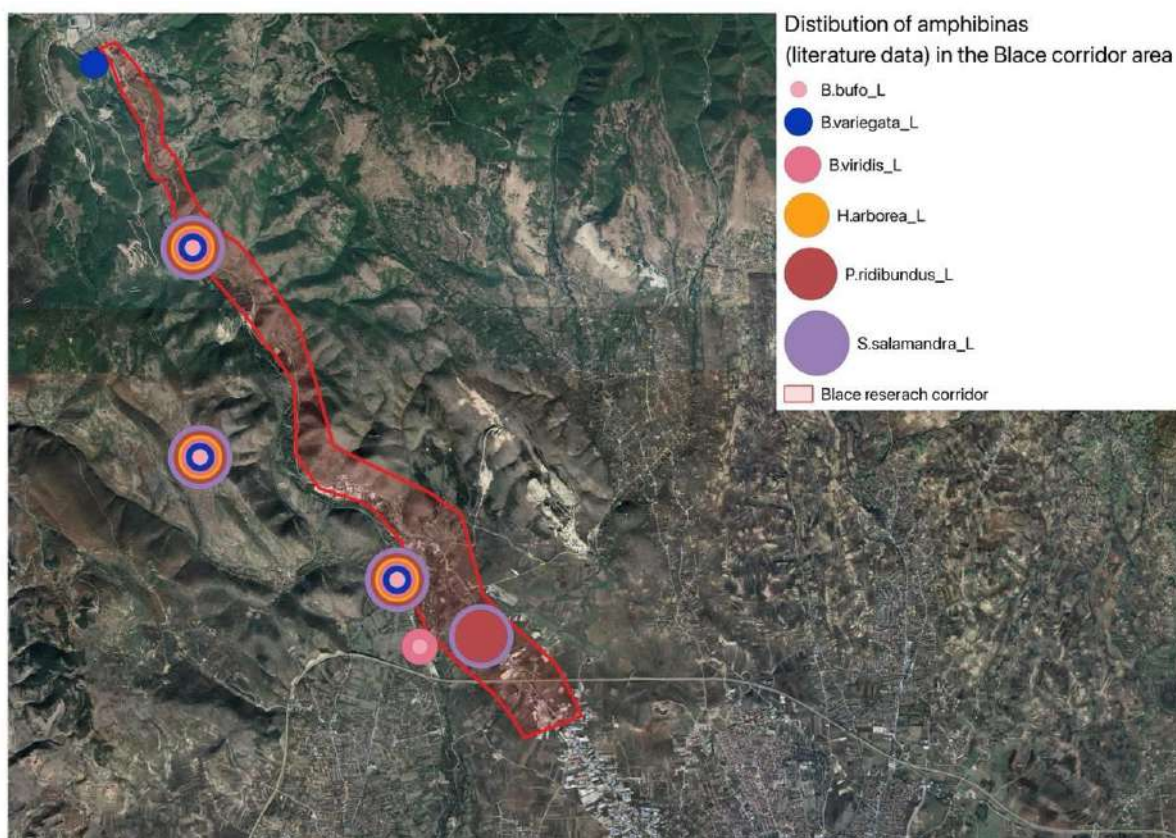 Distibution of amphibinas
(literature data) in the Blace corridor area
B.bufo_L
B.variegata_L
B.viridis_L
H.arborea_L
P.ridibundus_L
S.salamandra_L
Blace reserach corridor